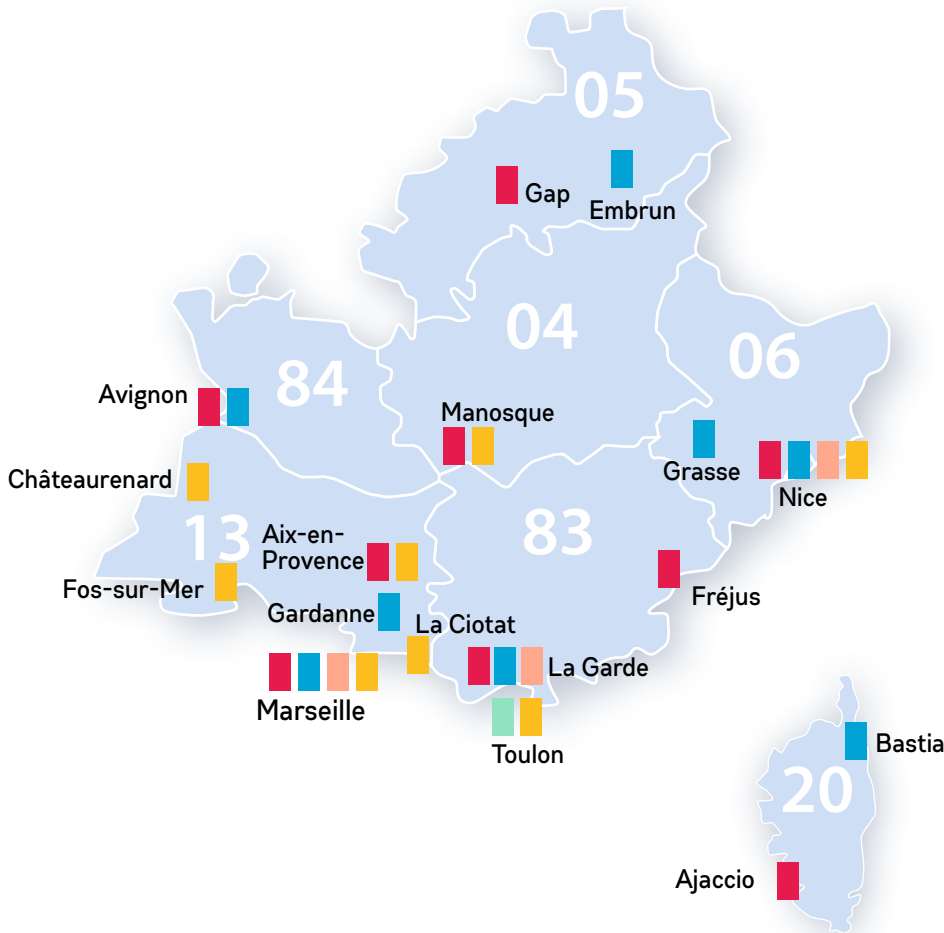 05
Gap
Embrun
04
06
84
Avignon
Manosque
Grasse
Châteaurenard
Nice
13
83
Aix-en-
Provence
Fos-sur-Mer
Fréjus
Gardanne
La Ciotat
La Garde
Marseille
Toulon
Bastia
20
Ajaccio